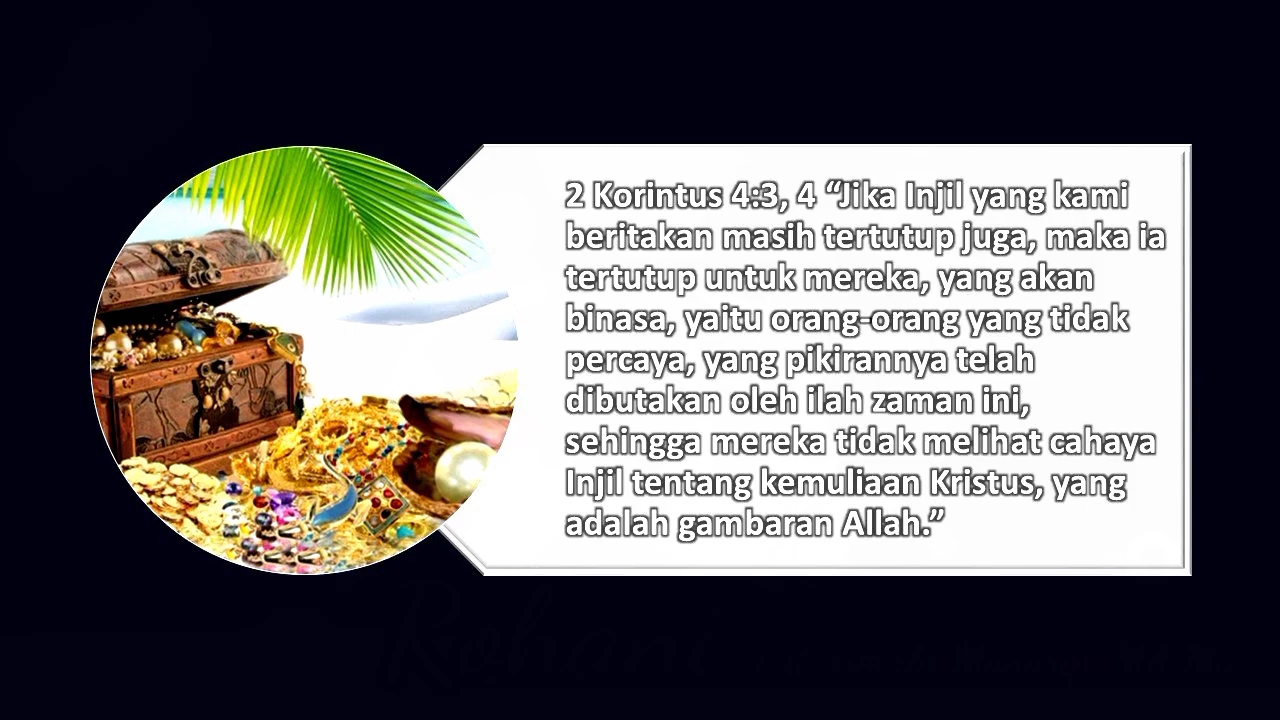 2 Korintus 4:3, 4 “Jika Injil yang kami
beritakan masih tertutup juga, maka ia
tertutup untuk mereka, yang akan
binasa, yaitu orang-orang yang tidak
percaya, yang pikirannya telah
dibutakan oleh ilah zaman ini,
sehingga mereka tidak melihat cahaya
Injil tentang kemuliaan Kristus, yang
adalah gambaran Allah.”
Rohani